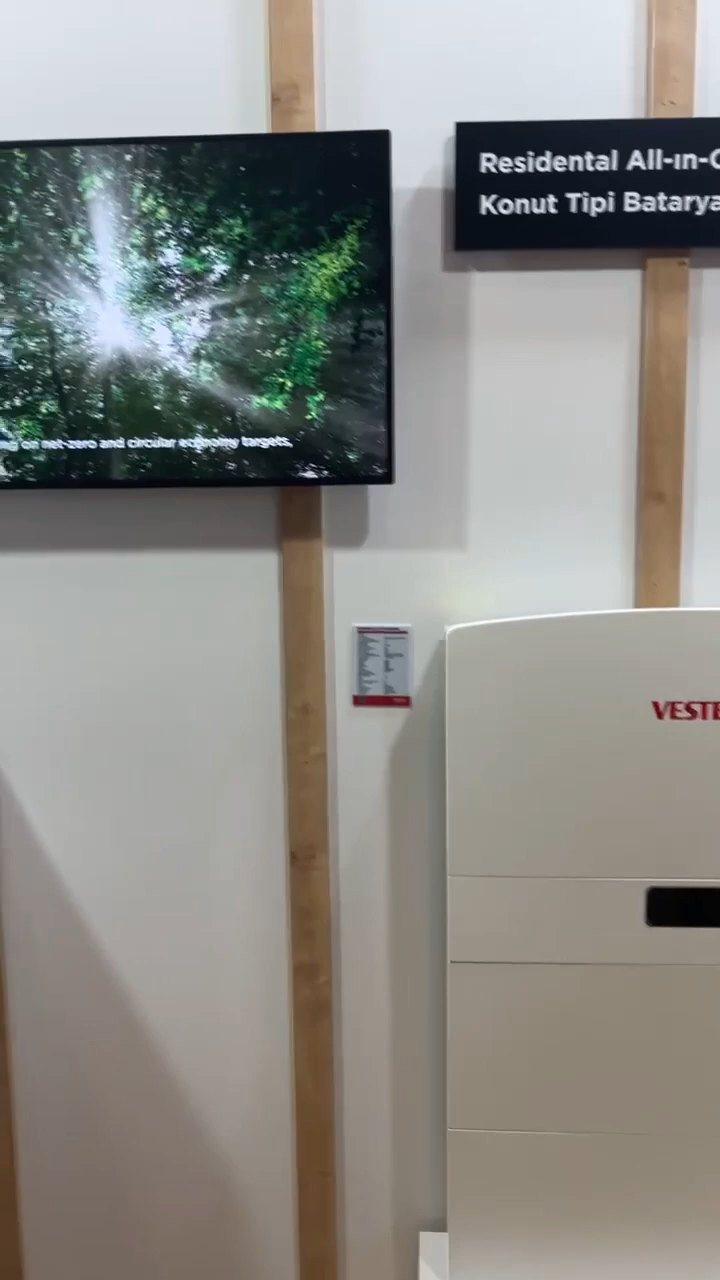 Residental All-ın-
Konut Tipi Batarya
on net-zero and circular economy targets,
VESTE